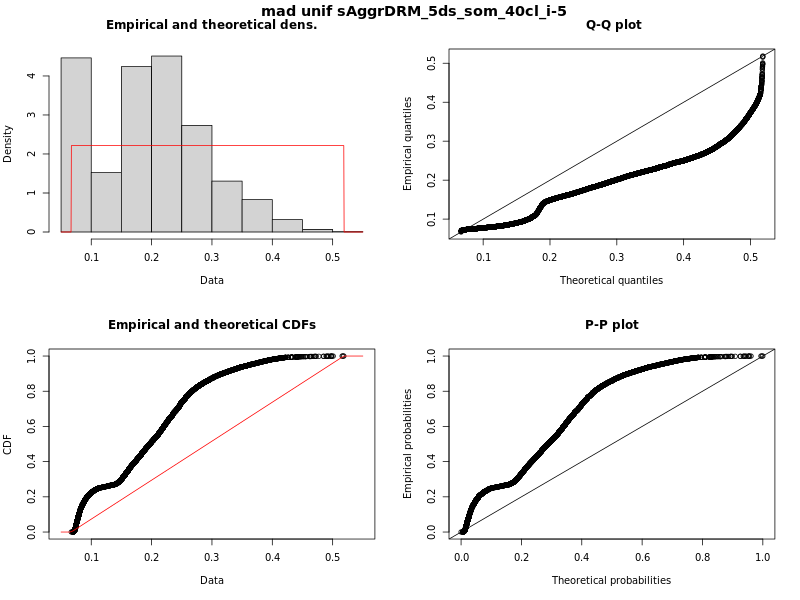 mad unif sAggrDRM_5ds_som_40cl_i-5
Empirical and theoretical dens.
Density
0 1 2 3 4
0.1 0.2 0.3 0.4 0.5
Data
Q-Q plot
Empirical quantiles
0.1 0.2 0.3 0.4 0.5
0.1 0.2 0.3 0.4 0.5
Theoretical quantiles
Empirical and theoretical CDFs
CDF
0.0 0.2 0.4 0.6 0.8 1.0
0.1 0.2 0.3 0.4 0.5
Data
P-P plot
Empirical probabilities
0.0 0.2 0.4 0.6 0.8 1.0
0.0 0.2 0.4 0.6 0.8 1.0
Theoretical probabilities